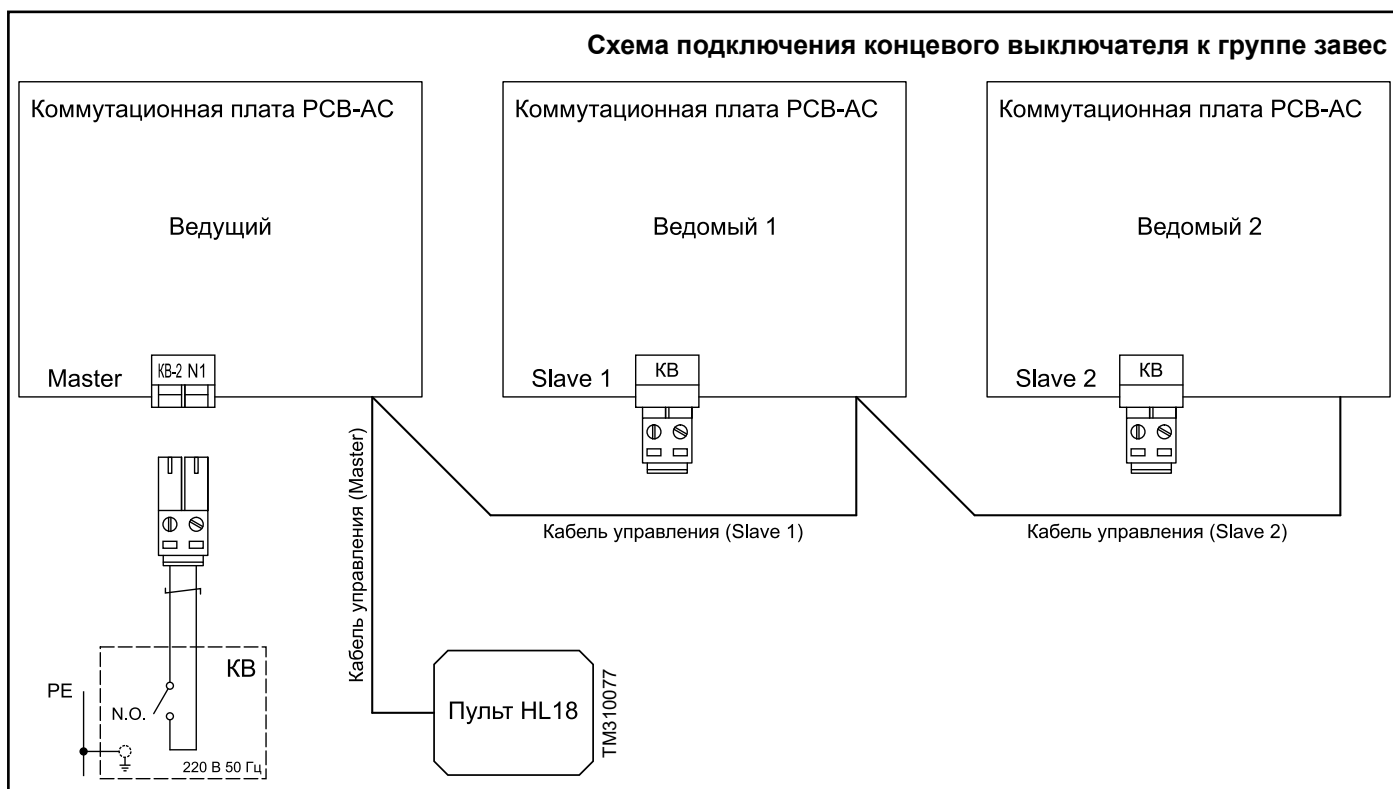 Схема подключения концевого выключателя к группе завес
Коммутационная плата PCB-AC
Ведущий
Master
КВ-2 N1
Коммутационная плата PCB-AC
Ведомый 1
Slave 1
КВ
Коммутационная плата PCB-AC
Ведомый 2
Slave 2
КВ
Кабель управления (Master)
Кабель управления (Slave 1)
Кабель управления (Slave 2)
КВ
PE
N.O.
220 В 50 Гц
Пульт HL18
TM310077